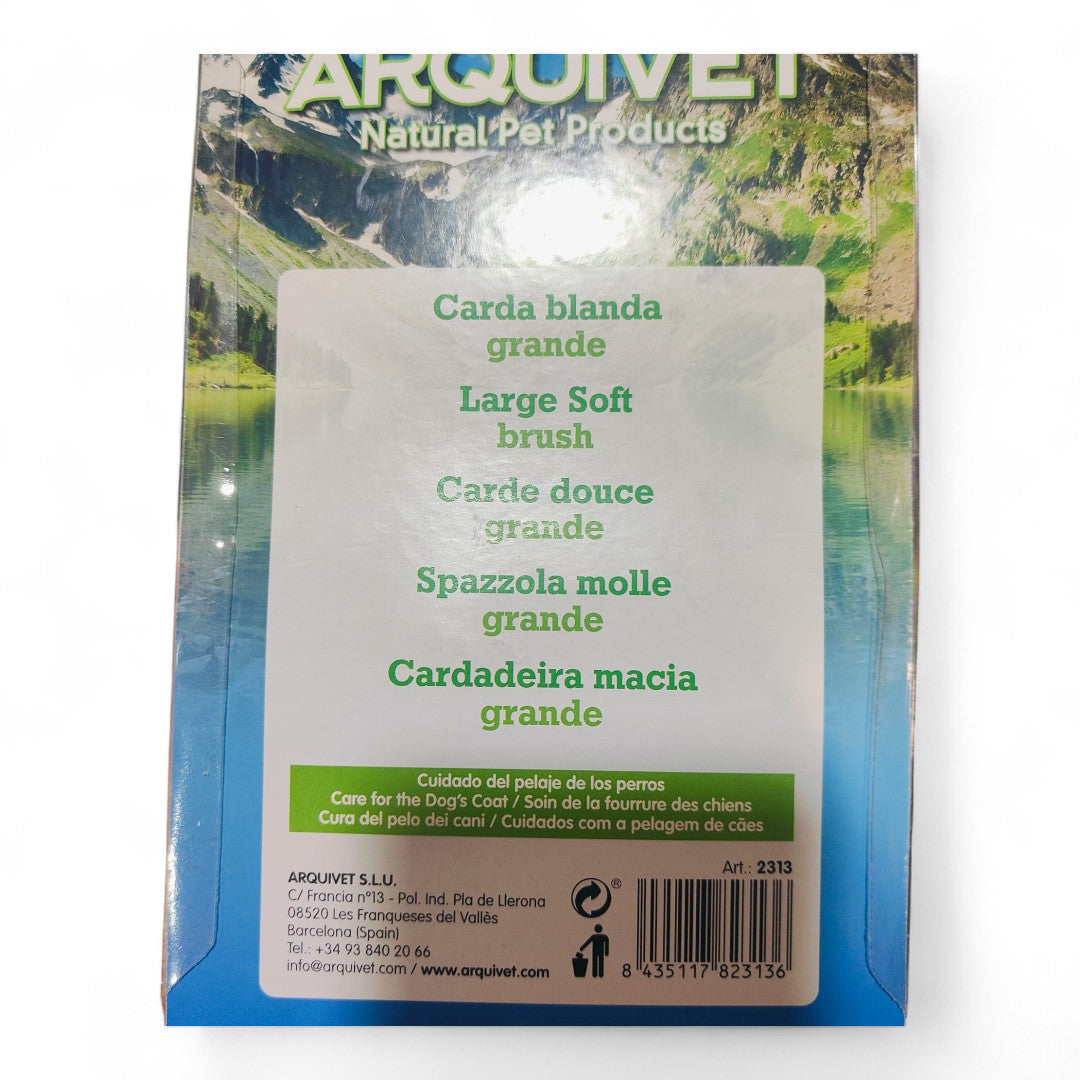 ARQUIVET
Natural Pet Products
Carda blanda
grande
Large Soft
brush
Carde douce
grande
Spazzola molle
grande
Cardadeira macia
grande
Cuidado del pelaje de los perros
Care for the Dog's Coat / Soin de la fourrure des chiens
Cura del pelo dei cani / Cuidados com a pelagem de cães
Art.: 2313
ARQUIVET S.L.U.
C/ Francia nº13 - Pol. Ind. Pla de Llerona
08520 Les Franqueses del Vallès
Barcelona (Spain)
Tel.: +34 93 840 20 66
info@arquivet.com / www.arquivet.com
®
8 435117 823136